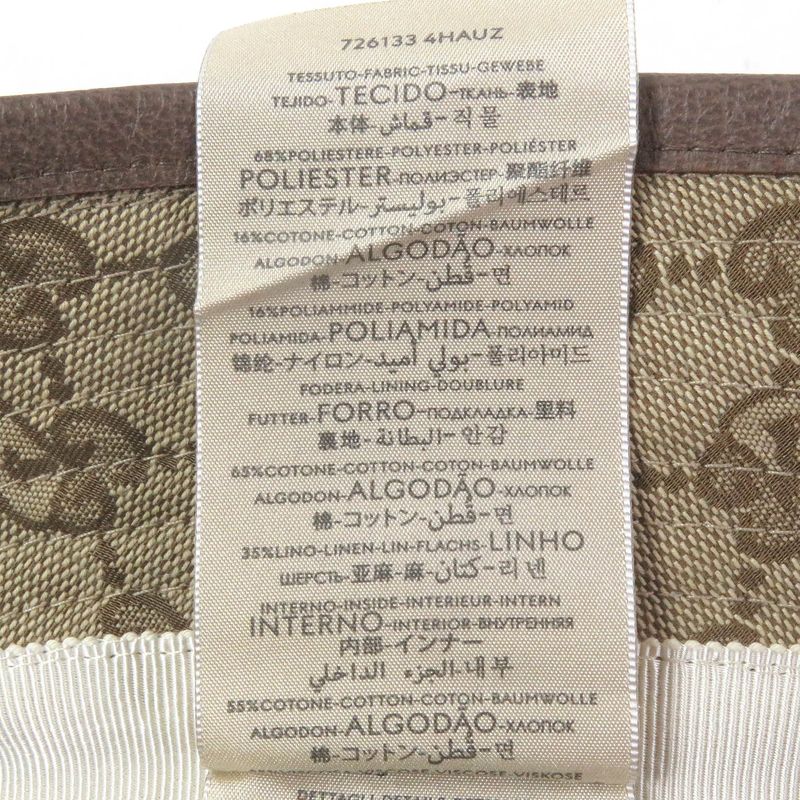 726133 4HAUZ
TESSUTO-FABRIC-TISSU-GEWEBE
TEJIDO-TECIDO-ТКАНЬ-表地
本体-قماش-직물
68%POLIESTERE-POLYESTER-POLIÉSTER
POLIESTER-ПОЛИЭСТЕР-聚酯纤维
ポリエステル-بوليستر-폴리에스테르
16%COTONE-COTTON-COTON-BAUMWOLLE
ALGODON-ALGODÃO-ХЛОПОК
棉-コットン-قطن-면
16%POLIAMMIDE-POLYAMIDE-POLYAMID
POLIAMIDA-POLIAMIDA-ПОЛИАМИД
锦纶-ナイロン-بولي أميد-폴리아미드
FODERA-LINING-DOUBLURE
FUTTER-FORRO-ПОДКЛАДКА-里料
裏地-البطانة-안감
65%COTONE-COTTON-COTON-BAUMWOLLE
ALGODON-ALGODÃO-ХЛОПОК
棉-コットン-قطن-면
35%LINO-LINEN-LIN-FLACHS-LINHO
ШЕРСТЬ-亚麻-麻-كتان-리넨
INTERNO-INSIDE-INTERIEUR-INTERN
INTERNO-INTERIOR-ВНУТРЕННЯЯ
内部-インナー
내부-الجزء الداخلي
55%COTONE-COTTON-COTON-BAUMWOLLE
ALGODON-ALGODÃO-ХЛОПОК
棉-コットン-قطن-면
VISCOSE-VISCOSE-VISKOSE
DETTAGLI-DETAILS